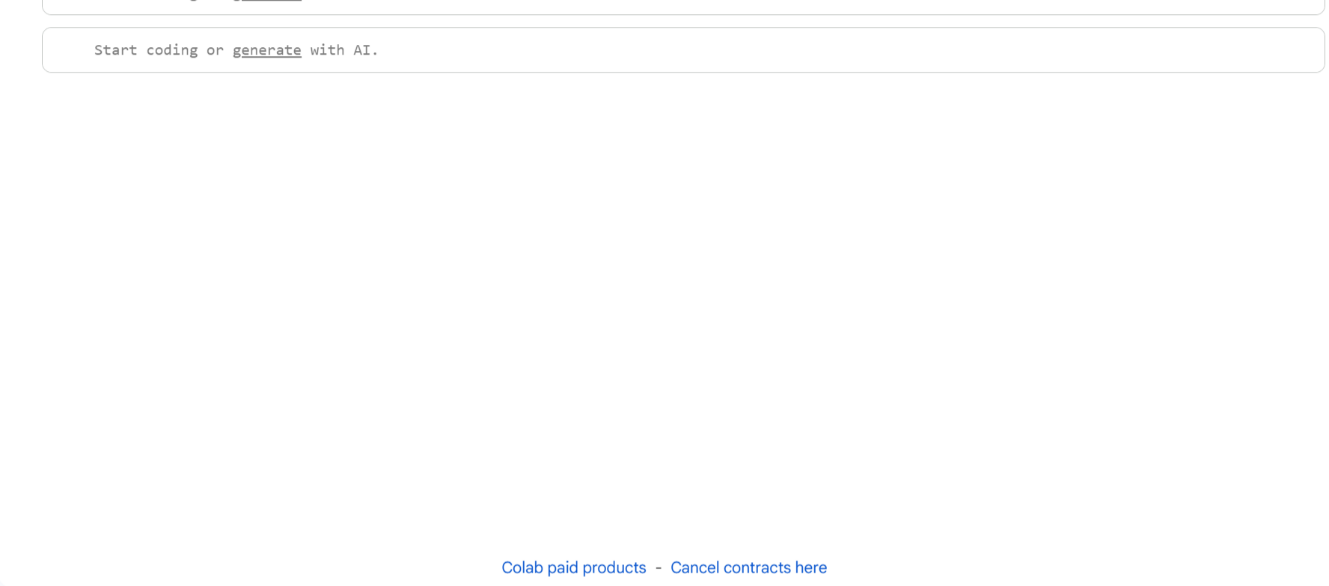 Start coding or generate with AI.
Colab paid products - Cancel contracts here